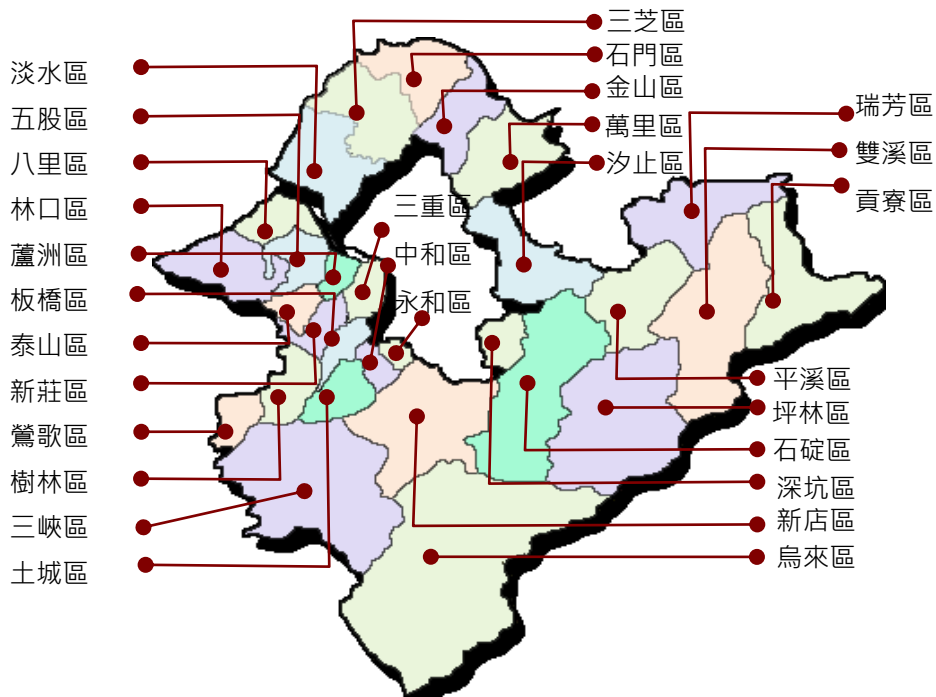 三芝區
石門區
金山區
萬里區
汐止區
瑞芳區
雙溪區
貢寮區
淡水區
五股區
八里區
林口區
蘆洲區
板橋區
泰山區
新莊區
鶯歌區
樹林區
三峽區
土城區
三重區
中和區
永和區
平溪區
坪林區
石碇區
深坑區
新店區
烏來區